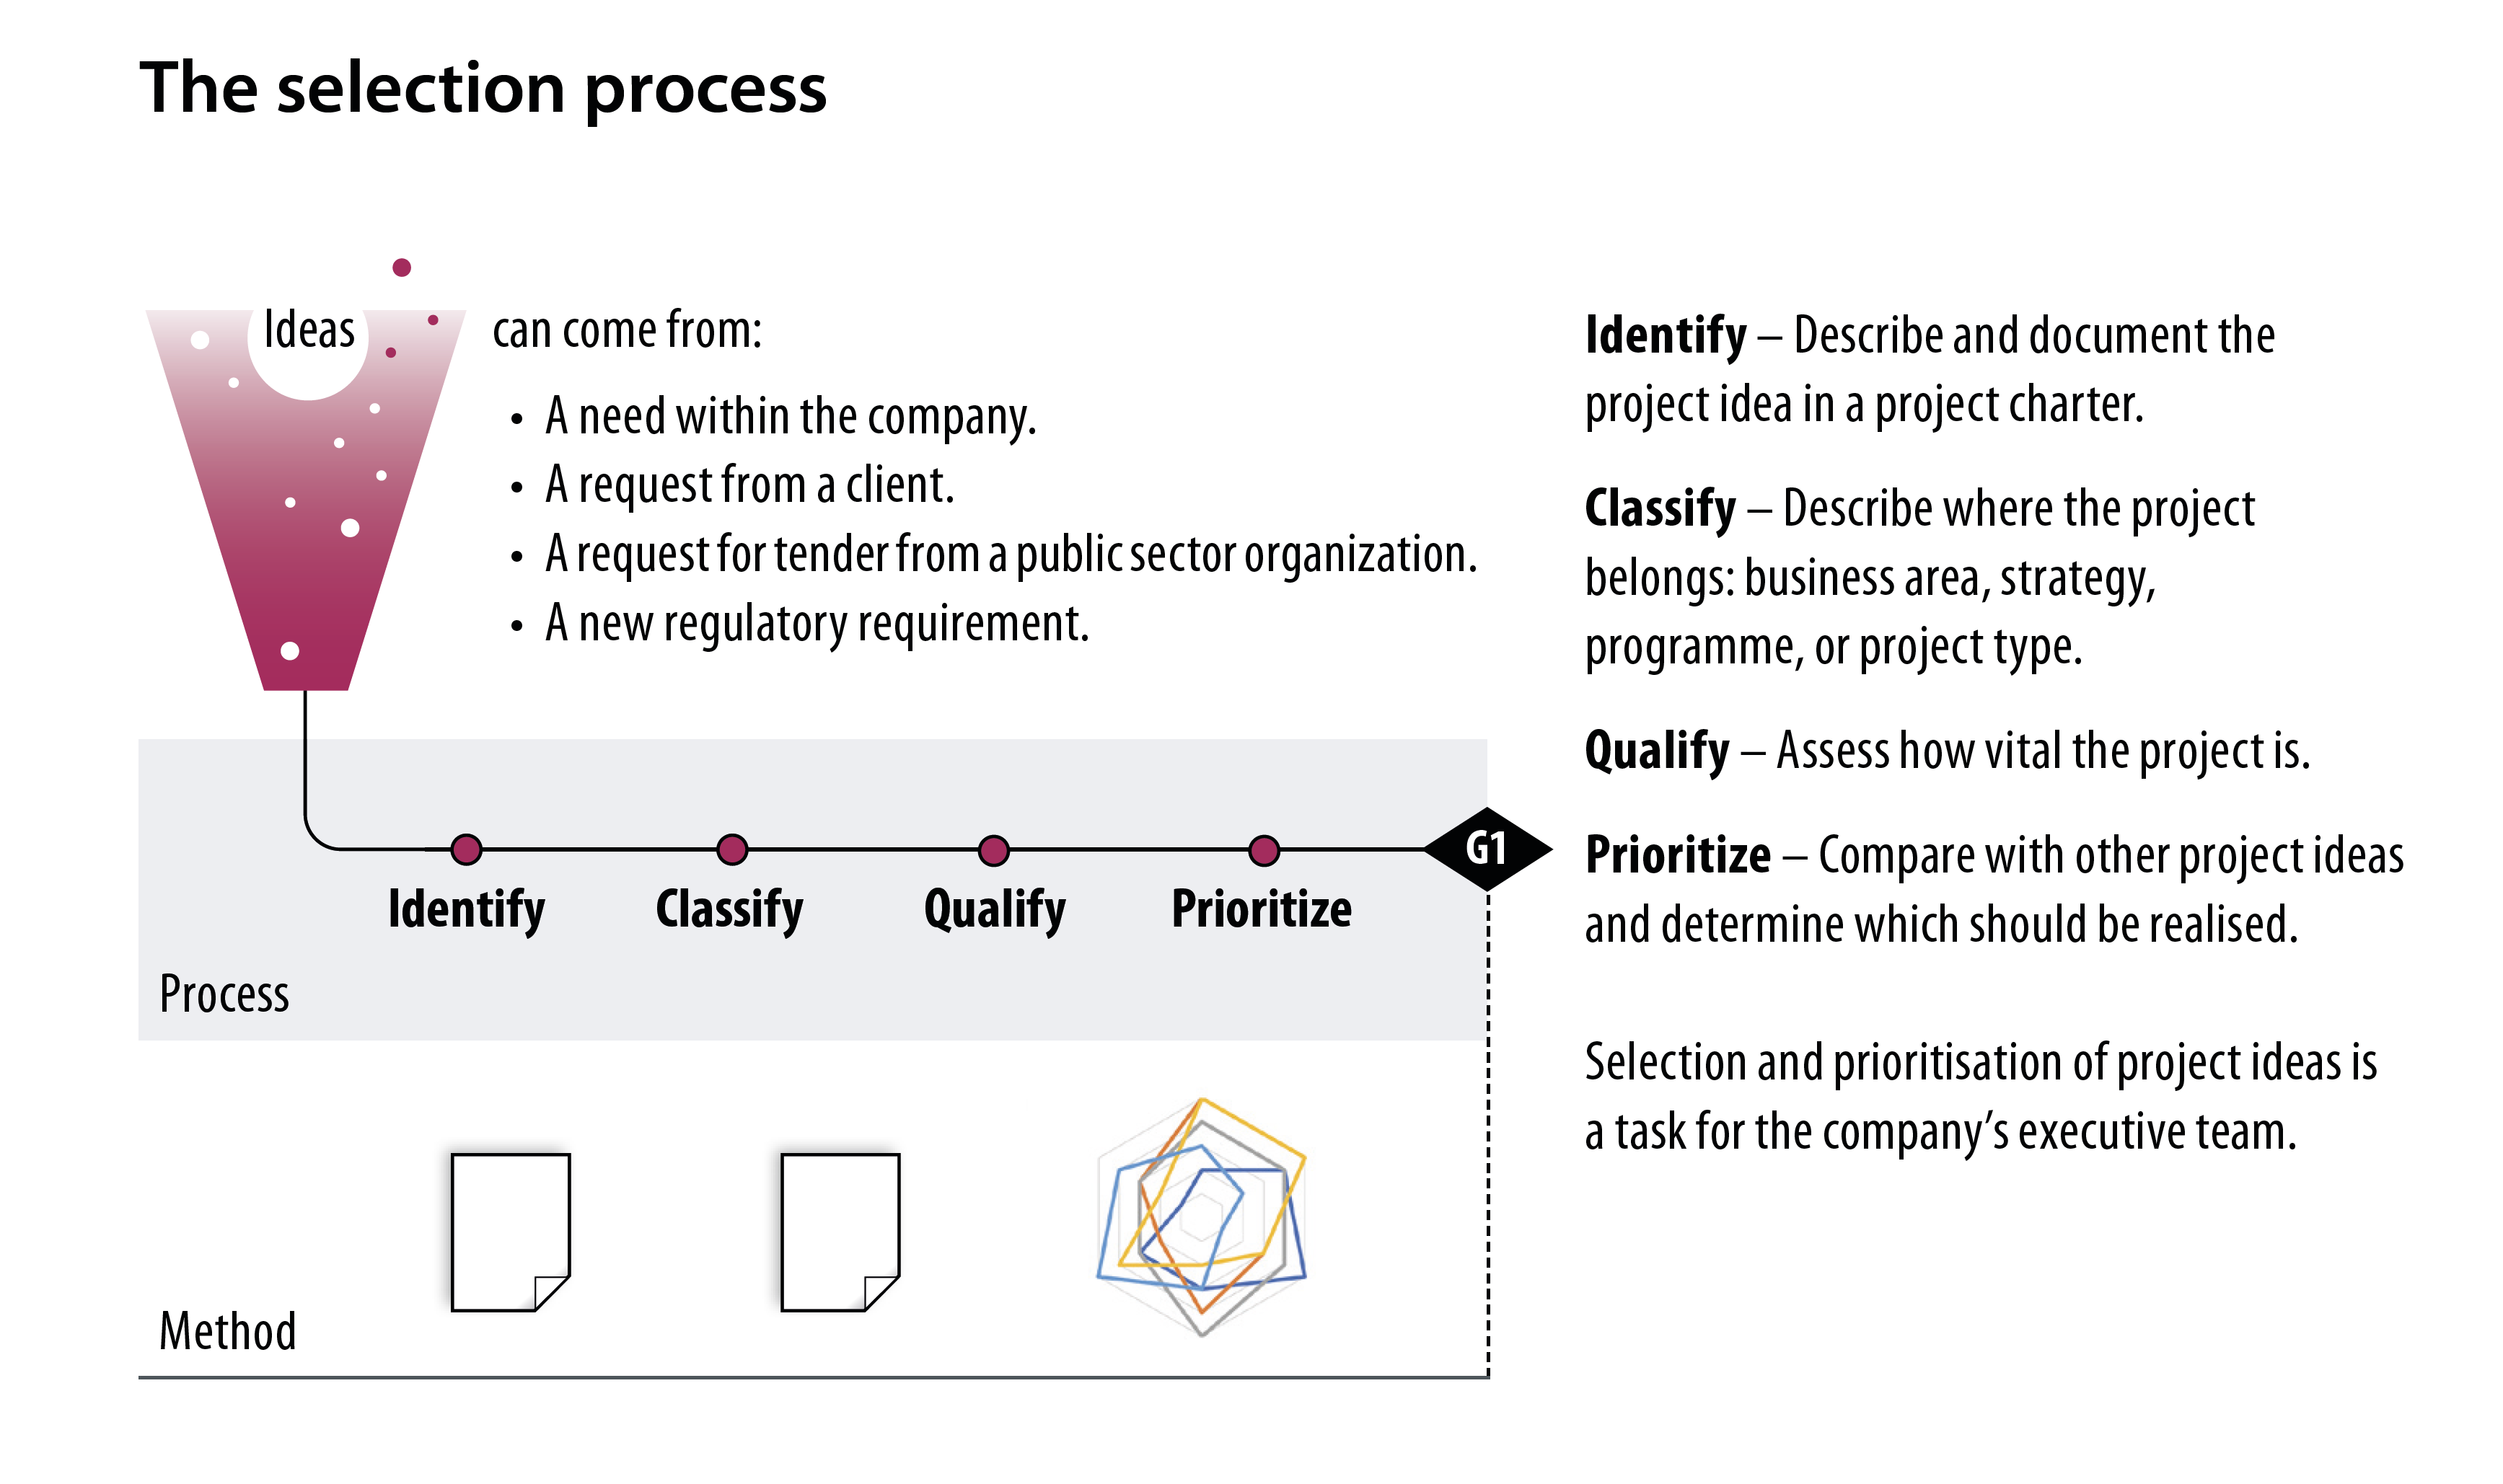 The selection process
Ideas can come from:
• A need within the company.
• A request from a client.
• A request for tender from a public sector organization.
• A new regulatory requirement.
G1
Identify
Classify
Qualify
Prioritize
Process
Method
Identify – Describe and document the
project idea in a project charter.
Classify – Describe where the project
belongs: business area, strategy,
programme, or project type.
Qualify – Assess how vital the project is.
Prioritize – Compare with other project ideas
and determine which should be realised.
Selection and prioritisation of project ideas is
a task for the company’s executive team.